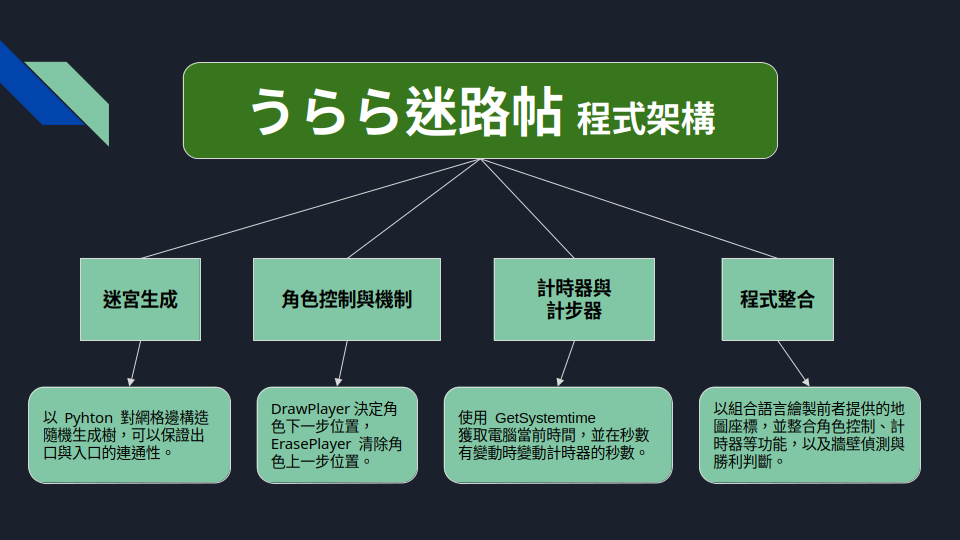 うらら迷路帖 程式架構
迷宮生成
角色控制與機制
計時器與
計步器
程式整合
以 Pyhton 對網格邊構造
隨機生成樹，可以保證出
口與入口的連通性。
DrawPlayer 決定角
色下一步位置，
ErasePlayer 清除角
色上一步位置。
使用 GetSystemtime
獲取電腦當前時間，並在秒數
有變動時變動計時器的秒數。
以組合語言繪製前者提供的地
圖座標，並整合角色控制、計
時器等功能，以及牆壁偵測與
勝利判斷。